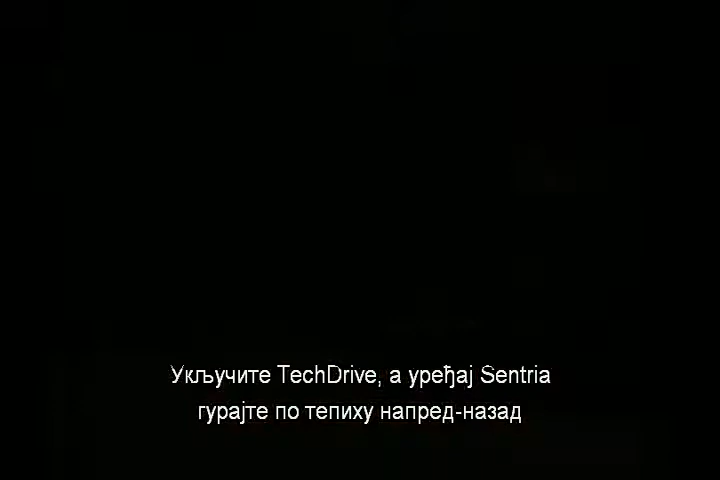 Укључите TechDrive, а уређај Sentria
гурајте по тепиху напред-назад